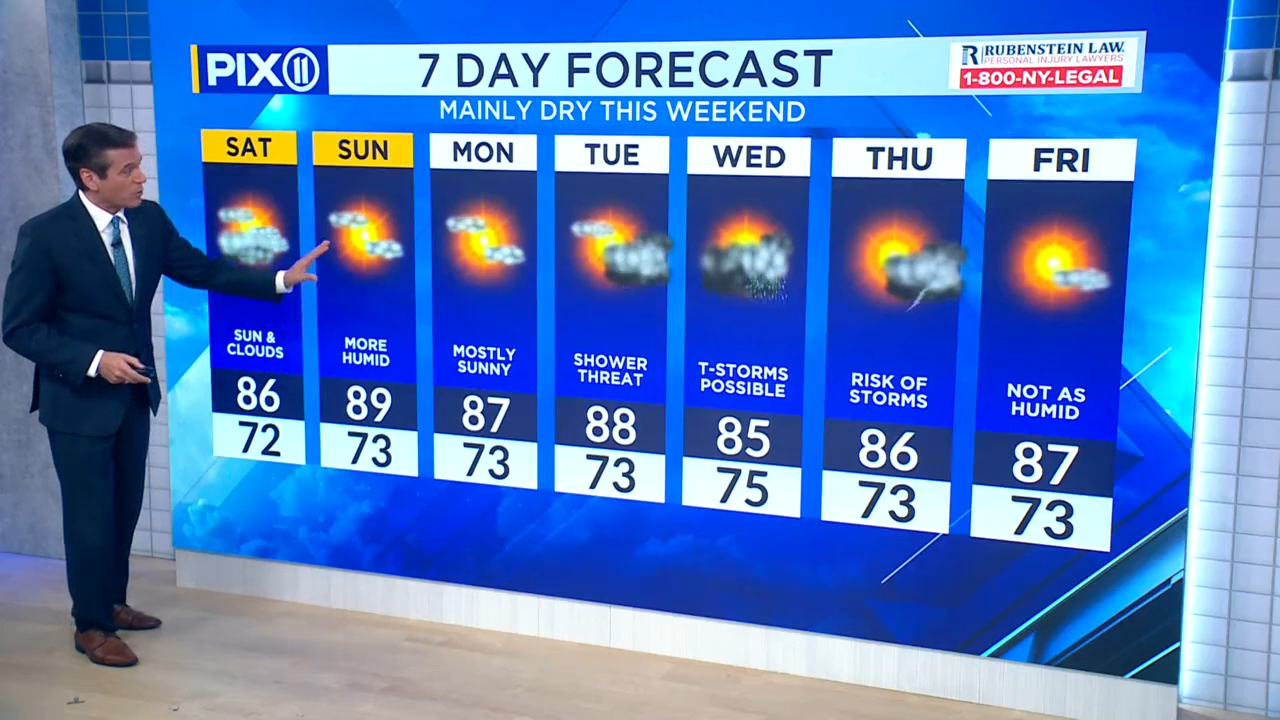 PIX11
7 DAY FORECAST
R RUBENSTEIN LAW
PERSONAL INJURY LAWYERS
1-800-NY-LEGAL
MAINLY DRY THIS WEEKEND
SAT
SUN &
CLOUDS
86
72
SUN
MORE
HUMID
89
73
MON
MOSTLY
SUNNY
87
73
TUE
SHOWER
THREAT
88
73
WED
T-STORMS
POSSIBLE
85
75
THU
RISK OF
STORMS
86
73
FRI
NOT AS
HUMID
87
73